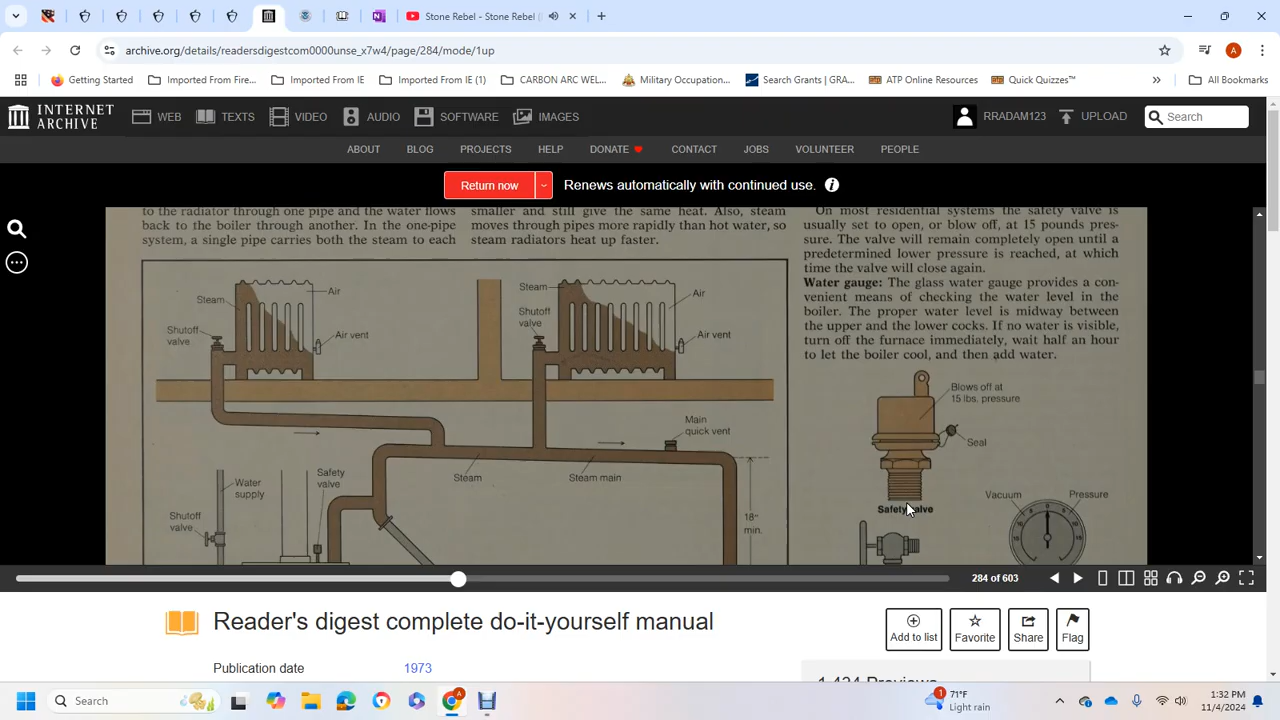 Stone Rebel - Stone Rebel (
archive.org/details/readersdigestcom0000unse_x7w4/page/284/mode/1up
A
Getting Started
Imported From Fire...
Imported From IE
Imported From IE (1)
CARBON ARC WEL...
Military Occupation...
Search Grants | GRA...
ATP Online Resources
Quick Quizzes™
»
All Bookmarks
INTERNET
ARCHIVE
WEB
TEXTS
VIDEO
AUDIO
SOFTWARE
IMAGES
RRADAM123
UPLOAD
Search
ABOUT
BLOG
PROJECTS
HELP
DONATE
CONTACT
JOBS
VOLUNTEER
PEOPLE
Return now
Renews automatically with continued use.
to the radiator through one pipe and the water flows
back to the boiler through another. In the one-pipe
system, a single pipe carries both the steam to each
smaller and still give the same heat. Also, steam
moves through pipes more rapidly than hot water, so
steam radiators heat up faster.
On most residential systems the safety valve is
usually set to open, or blow off, at 15 pounds pres-
sure. The valve will remain completely open until a
predetermined lower pressure is reached, at which
time the valve will close again.
Water gauge: The glass water gauge provides a con-
venient means of checking the water level in the
boiler. The proper water level is midway between
the upper and the lower cocks. If no water is visible,
turn off the furnace immediately, wait half an hour
to let the boiler cool, and then add water.
Steam
Air
Shutoff
valve
Air vent
Steam
Air
Shutoff
valve
Air vent
Main
quick vent
Steam
Steam main
Water
supply
Safety
valve
Shutoff
valve
18"
min.
Blows off at
15 lbs. pressure
Seal
Safety valve
Vacuum
Pressure
284 of 603
Reader's digest complete do-it-yourself manual
Add to list
Favorite
Share
Flag
Publication date
1973
Search
1
71°F
Light rain
1:32 PM
11/4/2024